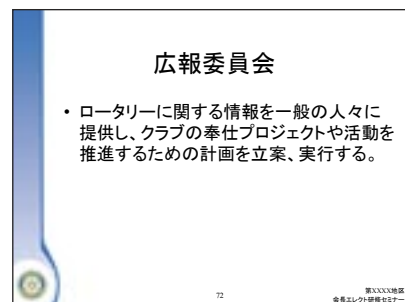 広報委員会
• ロータリーに関する情報を一般の人々に
提供し、クラブの奉仕プロジェクトや活動を
推進するための計画を立案、実行する。
72
第XXXX地区
会長エレクト研修セミナー